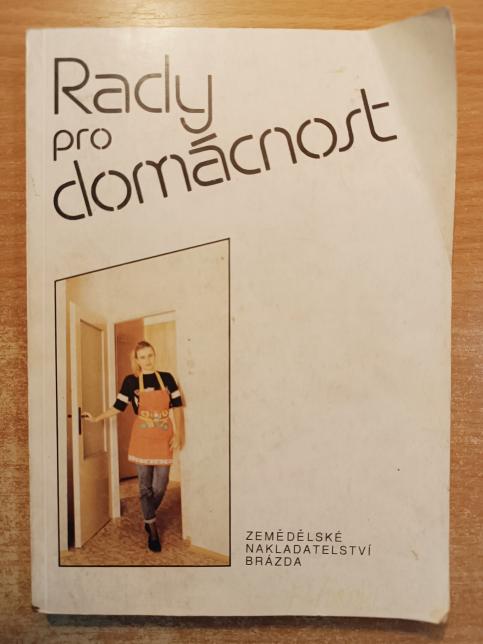 Rady
pro
domácnost
ZEMĚDĚLSKÉ
NAKLADATELSTVÍ
BRÁZDA